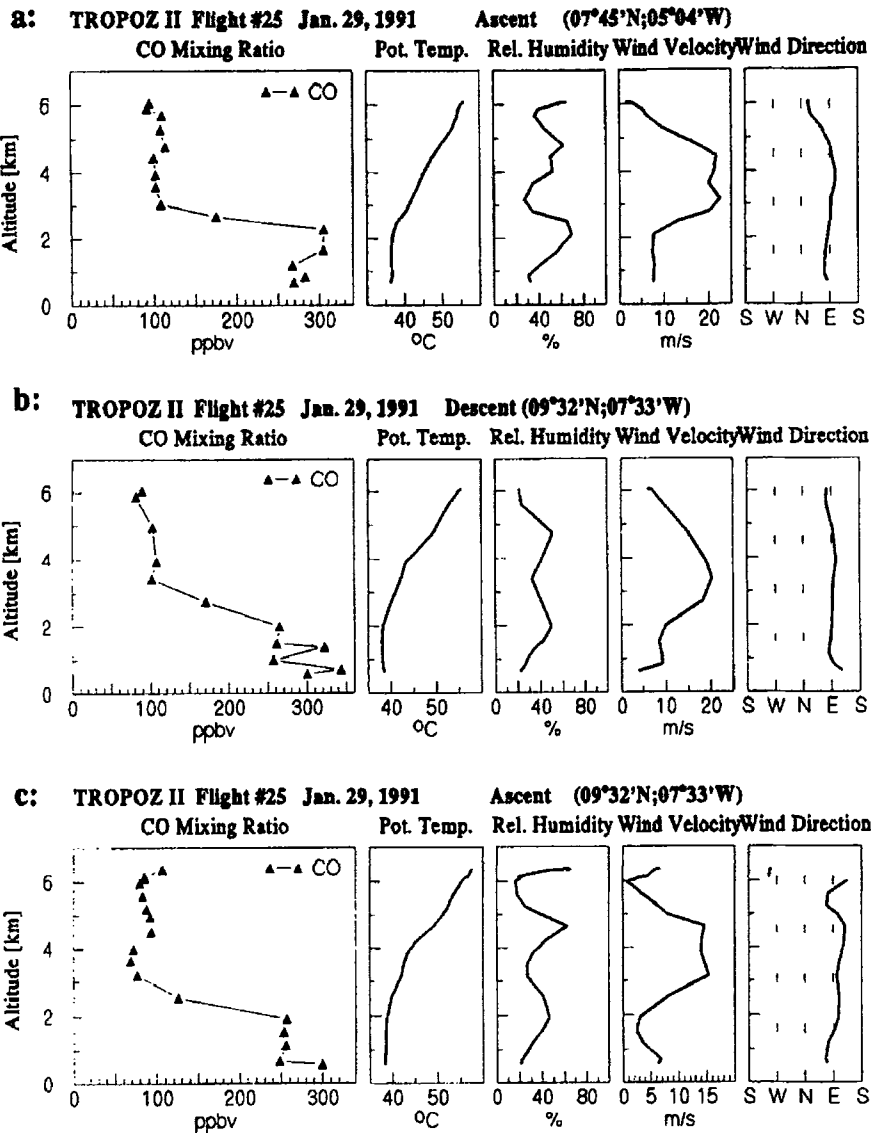 a: TROPOZ II Flight #25 Jan. 29, 1991 Ascent (07°45'N;05°04'W)
CO Mixing Ratio Pot. Temp. Rel. Humidity Wind Velocity Wind Direction
CO
6
4
2
0
Altitude [km]
0 100 200 300 40 50 0 40 80 0 10 20 S W N E S
ppbv °C % m/s
b: TROPOZ II Flight #25 Jan. 29, 1991 Descent (09°32'N;07°33'W)
CO Mixing Ratio Pot. Temp. Rel. Humidity Wind Velocity Wind Direction
CO
6
4
2
0
Altitude [km]
0 100 200 300 40 50 0 40 80 0 10 20 S W N E S
ppbv °C % m/s
c: TROPOZ II Flight #25 Jan. 29, 1991 Ascent (09°32'N;07°33'W)
CO Mixing Ratio Pot. Temp. Rel. Humidity Wind Velocity Wind Direction
CO
6
4
2
0
Altitude [km]
0 100 200 300 40 50 0 40 80 0 5 10 15 S W N E S
ppbv °C % m/s